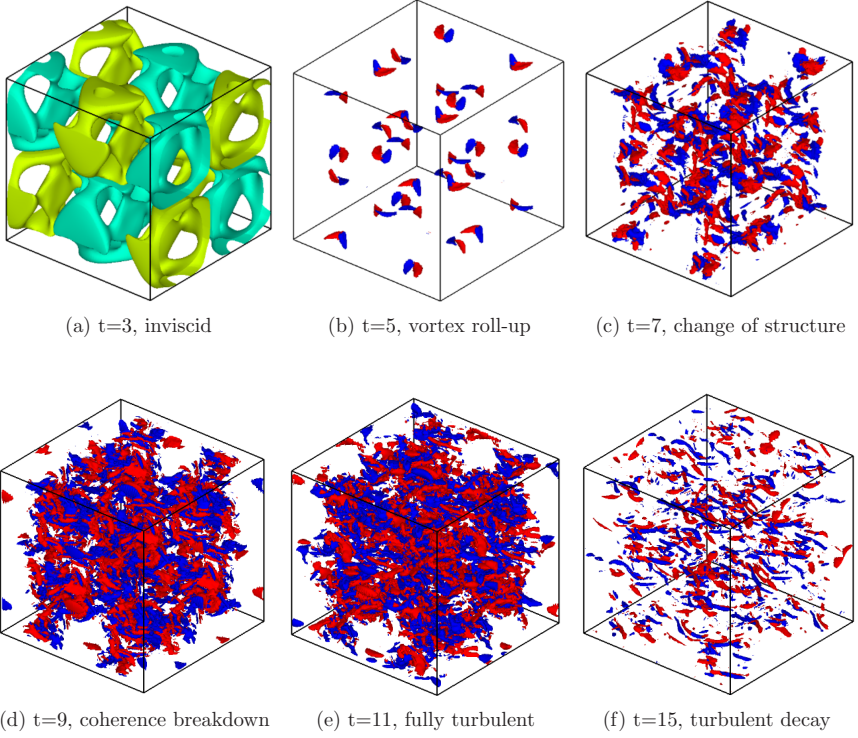 (a) t=3, inviscid
(b) t=5, vortex roll-up
(c) t=7, change of structure
(d) t=9, coherence breakdown
(e) t=11, fully turbulent
(f) t=15, turbulent decay